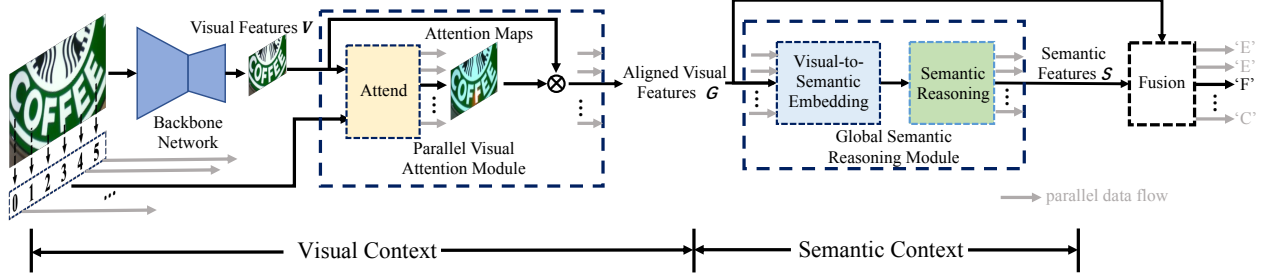 Visual Features V
COFFEE
COFFEE
Backbone
Network
0 1 2 3 4 5
...
Attend
Attention Maps
COFFEE
Parallel Visual
Attention Module
Aligned Visual
Features G
Visual-to-
Semantic
Embedding
Semantic
Reasoning
Global Semantic
Reasoning Module
Semantic
Features S
Fusion
'E'
'E'
'F'
'C'
parallel data flow
Visual Context
Semantic Context